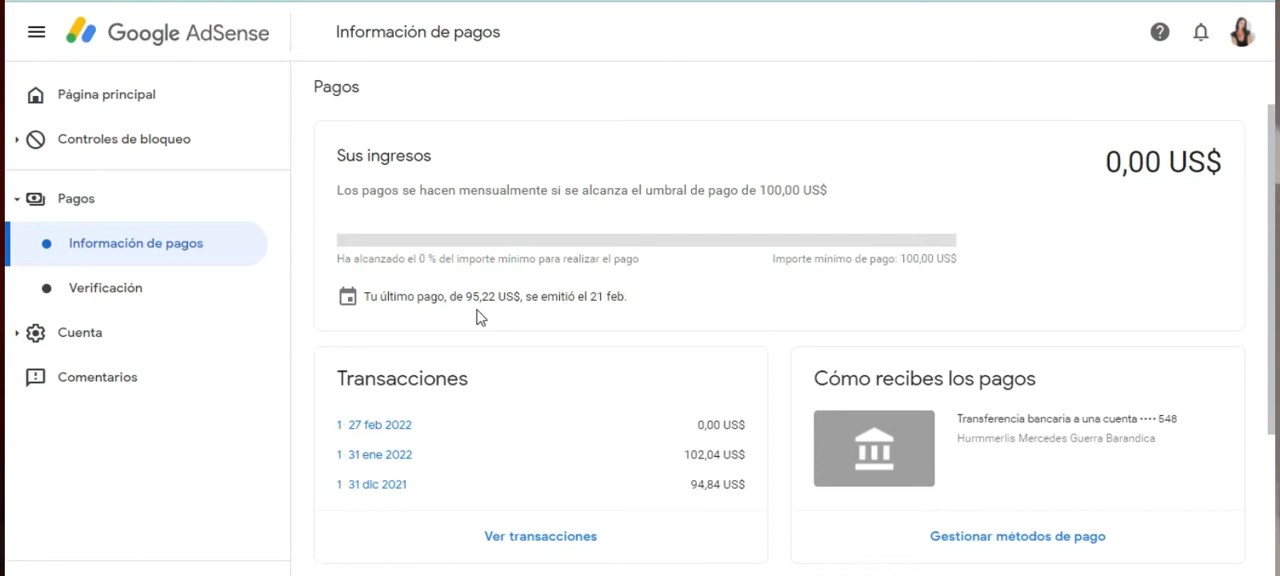 Google AdSense
Información de pagos
Página principal
Controles de bloqueo
Pagos
Información de pagos
Verificación
Cuenta
Comentarios
Pagos
Sus ingresos
0,00 US$
Los pagos se hacen mensualmente si se alcanza el umbral de pago de 100,00 US$
Ha alcanzado el 0 % del importe mínimo para realizar el pago
Importe mínimo de pago: 100,00 US$
Tu último pago, de 95,22 US$, se emitió el 21 feb.
Transacciones
1 27 feb 2022 0,00 US$
1 31 ene 2022 102,04 US$
1 31 dic 2021 94,84 US$
Ver transacciones
Cómo recibes los pagos
Transferencia bancaria a una cuenta •••• 548
Hurmmerlis Mercedes Guerra Barandica
Gestionar métodos de pago